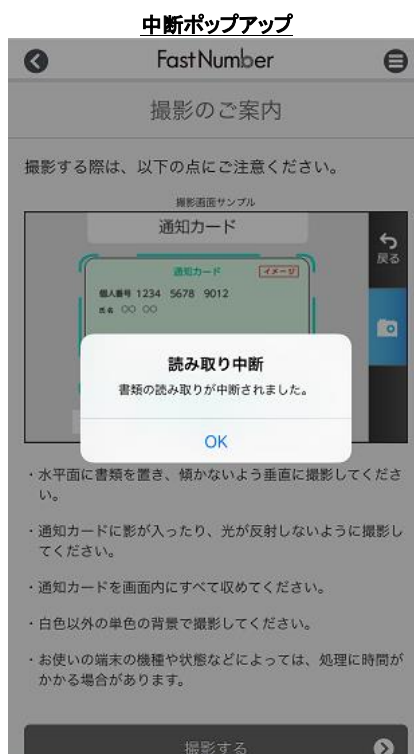 中断ポップアップ
FastNumber
撮影のご案内
撮影する際は、以下の点にご注意ください。
撮影画面サンプル
通知カード
戻る
通知カード
イメージ
個人番号 1234 5678 9012
氏名 ○○ ○○
読み取り中断
書類の読み取りが中断されました。
OK
・水平面に書類を置き、傾かないよう垂直に撮影してくださ
い。
・通知カードに影が入ったり、光が反射しないように撮影し
てください。
・通知カードを画面内にすべて収めてください。
・白色以外の単色の背景で撮影してください。
・お使いの端末の機種や状態などによっては、処理に時間が
かかる場合があります。
撮影する